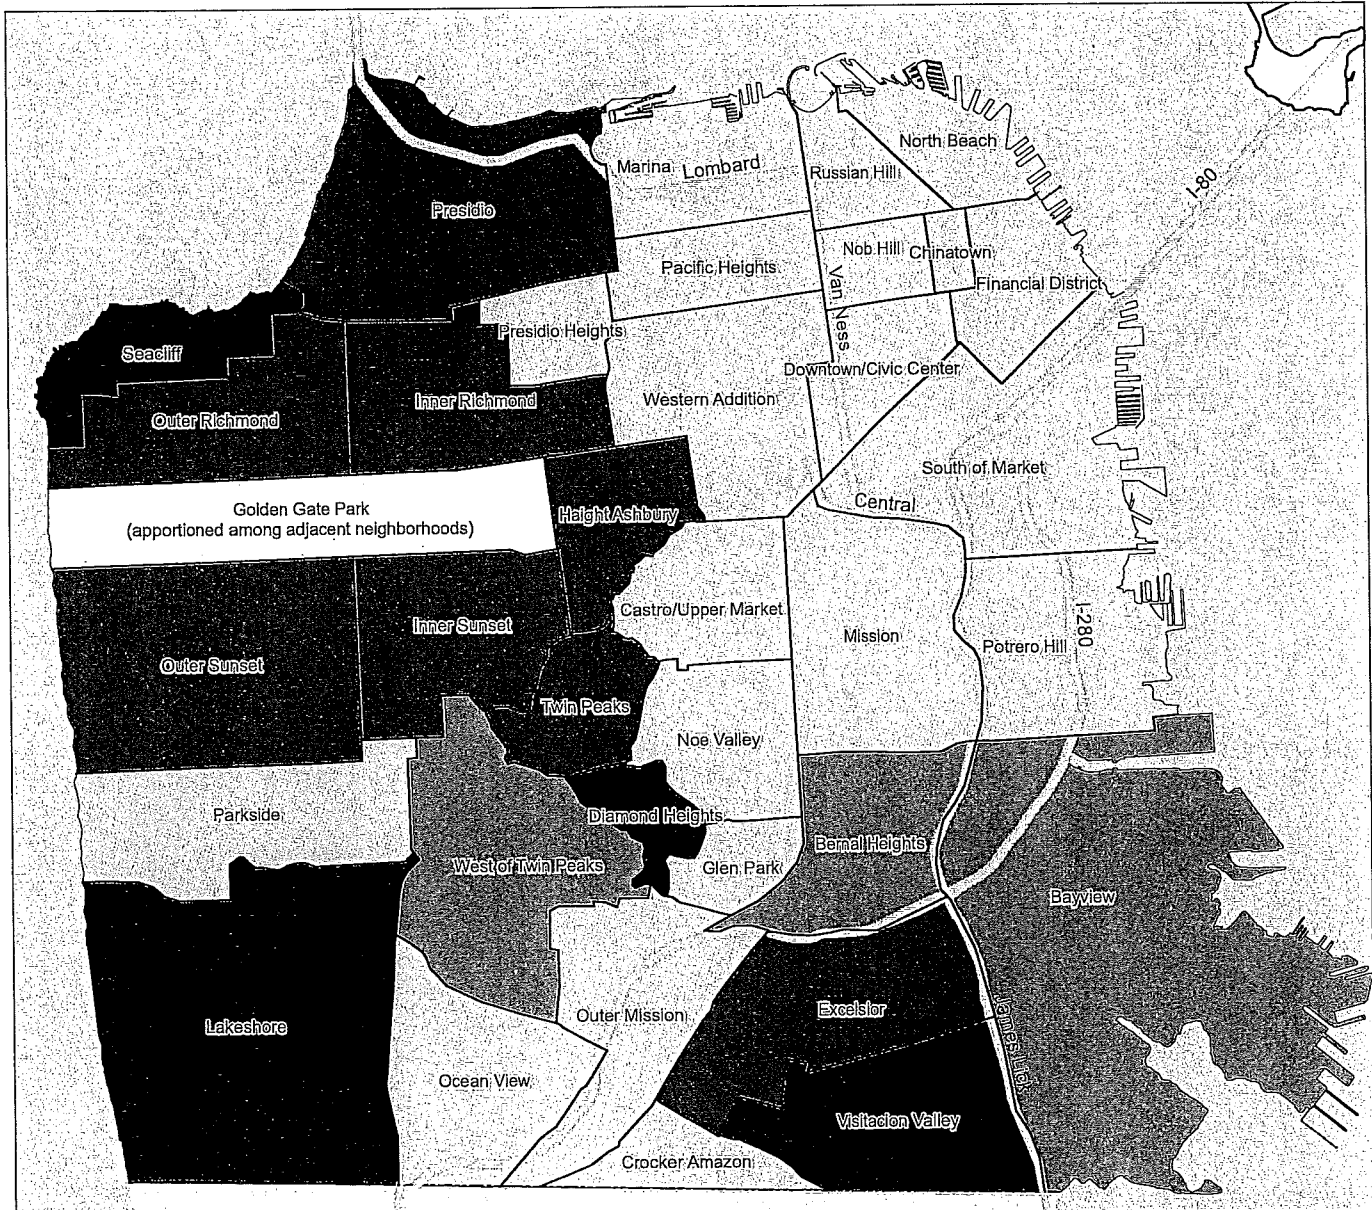 North Beach
Marina
Lombard
Russian Hill
I-80
Presidio
Nob Hill
Chinatown
Pacific Heights
Financial District
Van Ness
Presidio Heights
Seacliff
Downtown/Civic Center
Inner Richmond
Western Addition
Outer Richmond
South of Market
Golden Gate Park
(apportioned among adjacent neighborhoods)
Haight Ashbury
Central
Castro/Upper Market
I-280
Inner Sunset
Mission
Potrero Hill
Outer Sunset
Twin Peaks
Noe Valley
Parkside
Diamond Heights
Bernal Heights
West of Twin Peaks
Glen Park
Bayview
Excelsior
James Lick
Outer Mission
Lakeshore
Ocean View
Visitacion Valley
Crocker Amazon